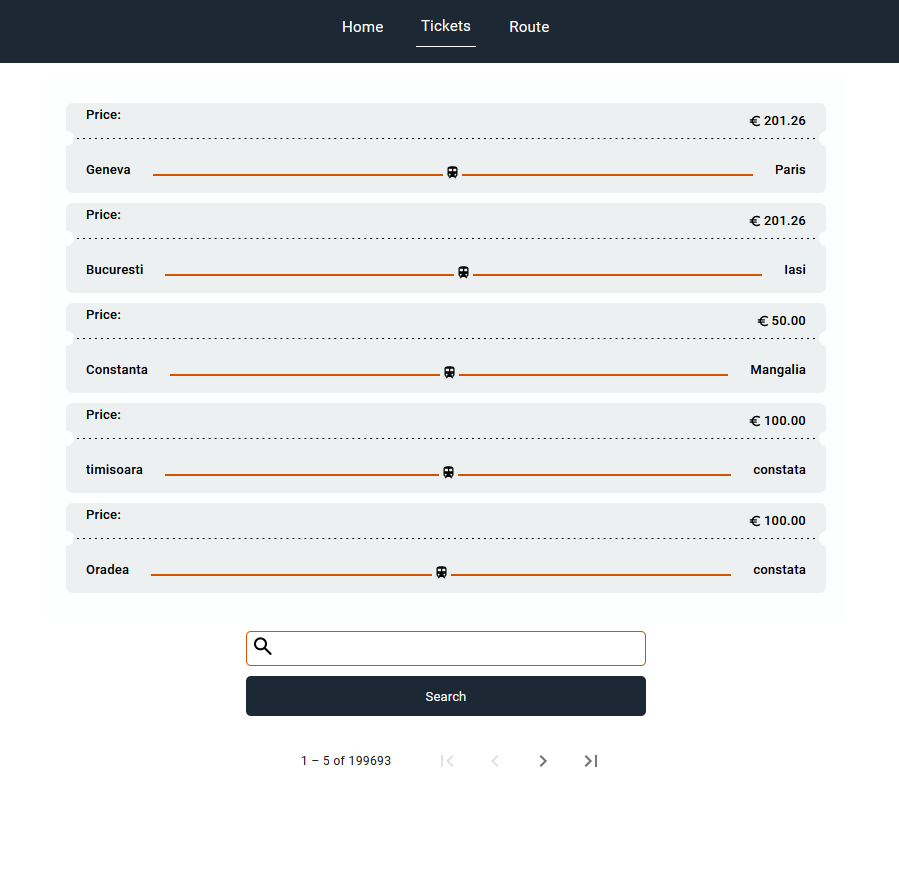 Home Tickets Route
Price:
€ 201.26
Geneva Paris
Price:
€ 201.26
Bucuresti Iasi
Price:
€ 50.00
Constanta Mangalia
Price:
€ 100.00
timisoara constata
Price:
€ 100.00
Oradea constata
Search
1 – 5 of 199693